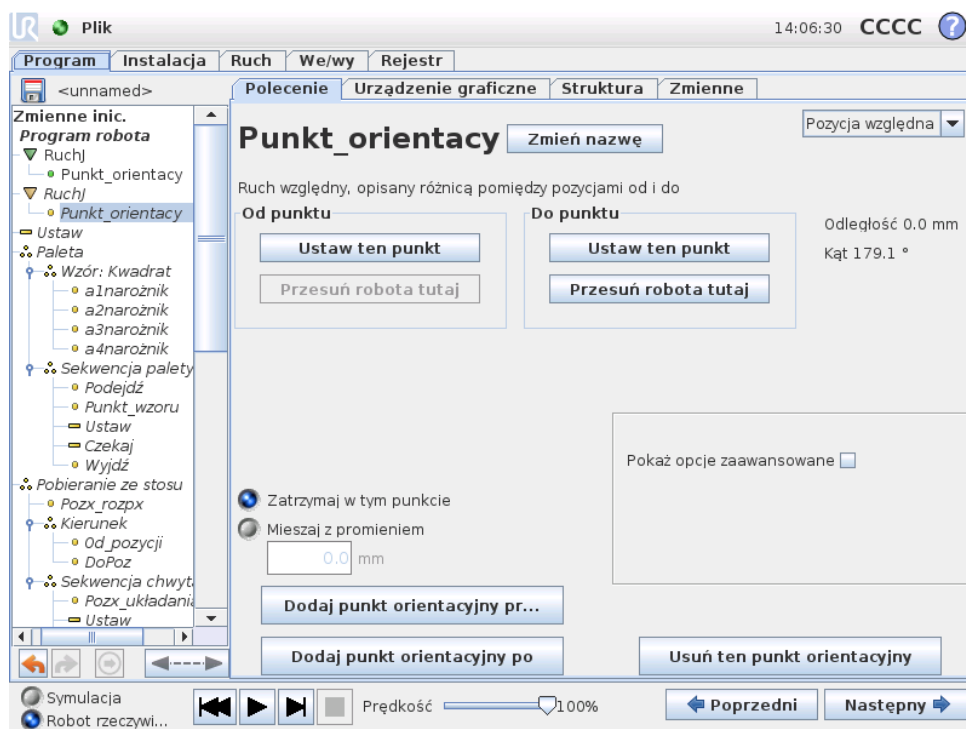 UR Plik 14:06:30 CCCC ?
Program Instalacja Ruch We/wy Rejestr
<unnamed>
Polecenie Urządzenie graficzne Struktura Zmienne
Zmienne inic.
Program robota
RuchJ
Punkt_orientacy
RuchJ
Punkt_orientacy
Ustaw
Paleta
Wzór: Kwadrat
a1narożnik
a2narożnik
a3narożnik
a4narożnik
Sekwencja palety
Podejdź
Punkt_wzoru
Ustaw
Czekaj
Wyjdź
Pobieranie ze stosu
Pozx_rozpx
Kierunek
Od_pozycji
DoPoz
Sekwencja chwyt
Pozx_układania
Ustaw
Punkt_orientacy Zmień nazwę Pozycja względna
Ruch względny, opisany różnicą pomiędzy pozycjami od i do
Od punktu
Ustaw ten punkt
Przesuń robota tutaj
Do punktu
Ustaw ten punkt
Przesuń robota tutaj
Odległość 0.0 mm
Kąt 179.1 °
Pokaż opcje zaawansowane
Zatrzymaj w tym punkcie
Mieszaj z promieniem
0.0 mm
Dodaj punkt orientacyjny pr...
Dodaj punkt orientacyjny po
Usuń ten punkt orientacyjny
Symulacja
Robot rzeczywi...
Prędkość 100%
Poprzedni Następny